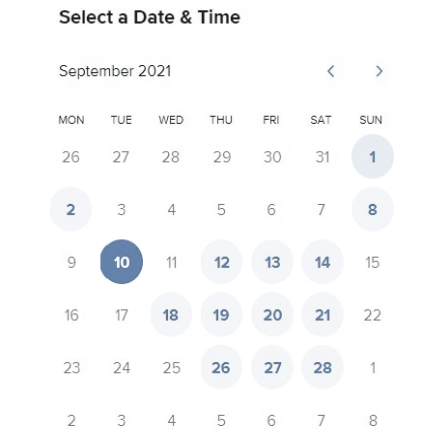 Select a Date & Time
September 2021
MON TUE WED THU FRI SAT SUN
26 27 28 29 30 31 1
2 3 4 5 6 7 8
9 10 11 12 13 14 15
16 17 18 19 20 21 22
23 24 25 26 27 28 1
2 3 4 5 6 7 8